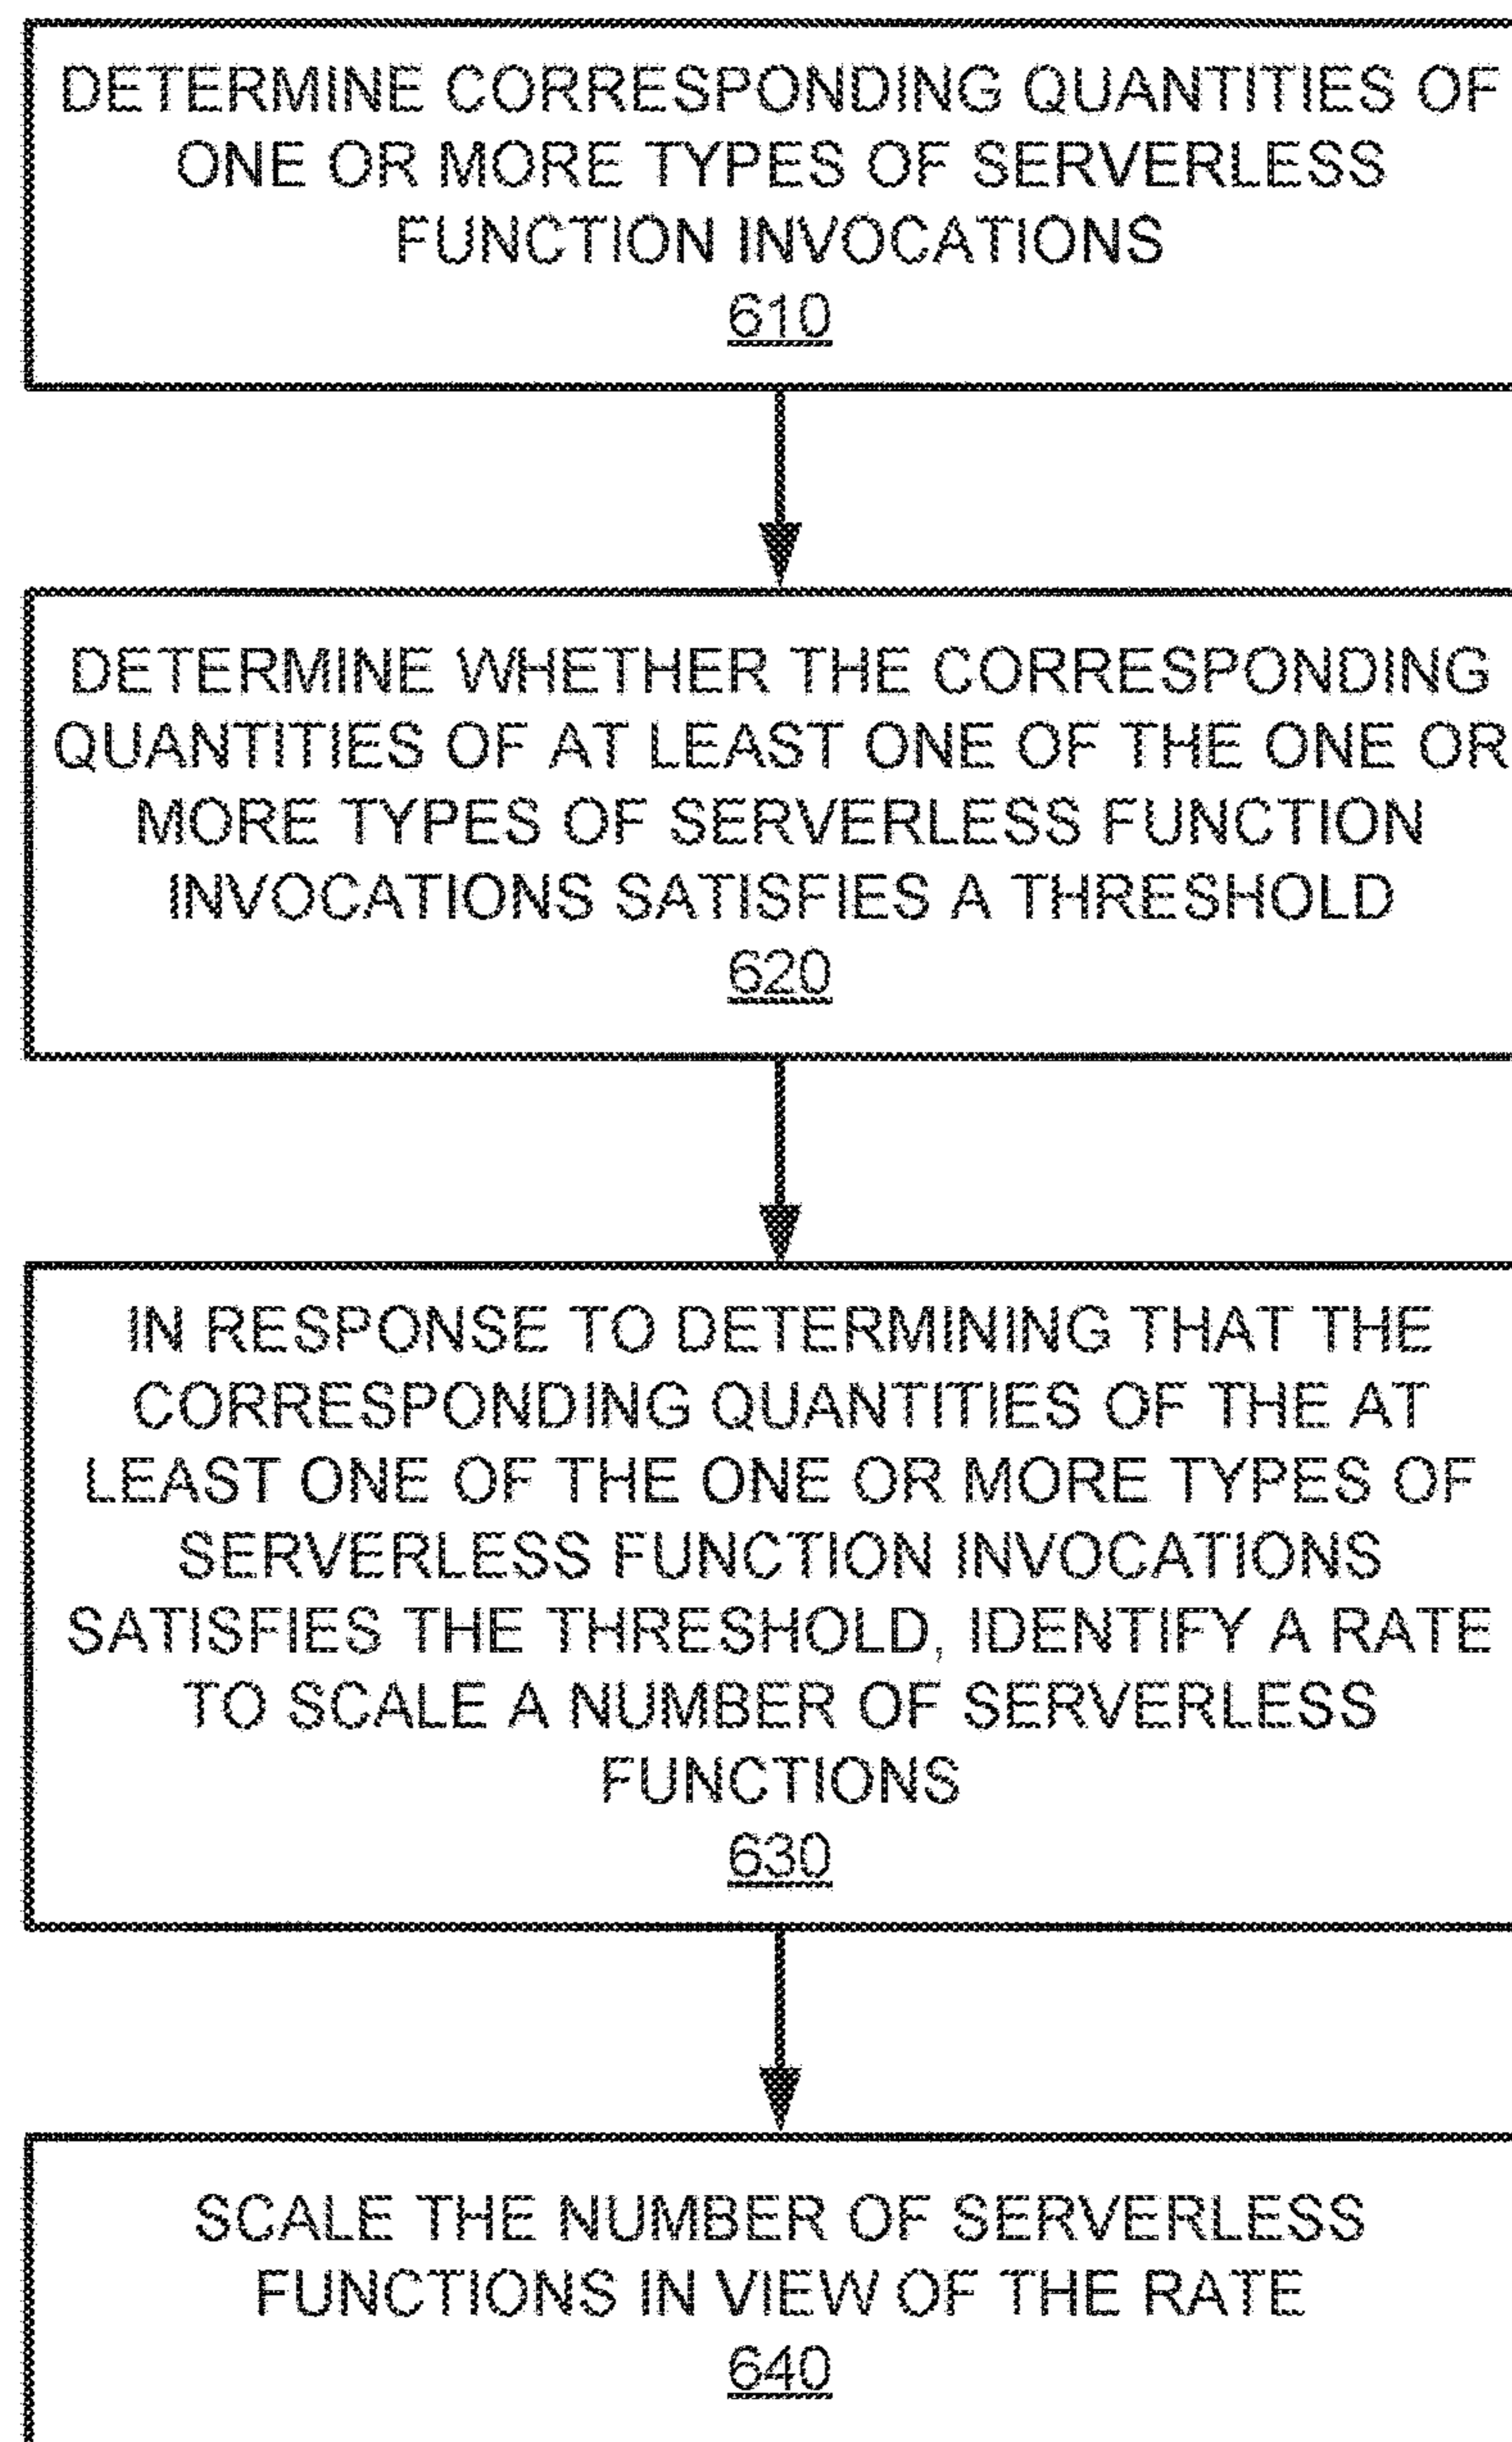 DETERMINE CORRESPONDING QUANTITIES OF
ONE OR MORE TYPES OF SERVERLESS
FUNCTION INVOCATIONS
610
DETERMINE WHETHER THE CORRESPONDING
QUANTITIES OF AT LEAST ONE OF THE ONE OR
MORE TYPES OF SERVERLESS FUNCTION
INVOCATIONS SATISFIES A THRESHOLD
620
IN RESPONSE TO DETERMINING THAT THE
CORRESPONDING QUANTITIES OF THE AT
LEAST ONE OF THE ONE OR MORE TYPES OF
SERVERLESS FUNCTION INVOCATIONS
SATISFIES THE THRESHOLD, IDENTIFY A RATE
TO SCALE A NUMBER OF SERVERLESS
FUNCTIONS
630
SCALE THE NUMBER OF SERVERLESS
FUNCTIONS IN VIEW OF THE RATE
640